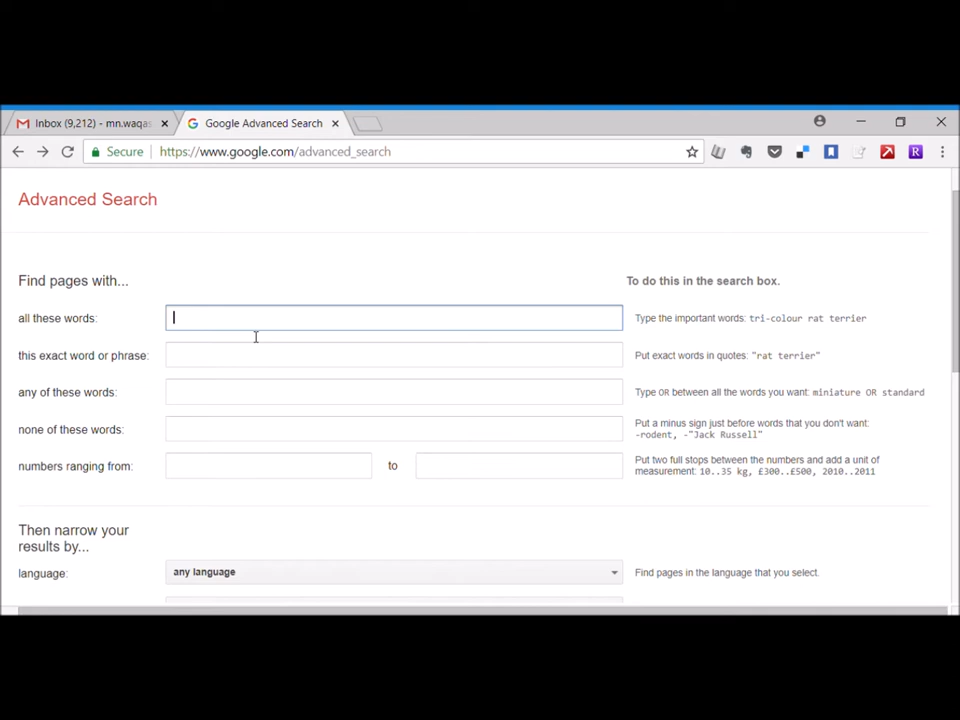 Inbox (9,212) - mn.waqas
Google Advanced Search
Secure
https://www.google.com/advanced_search
Advanced Search
Find pages with...
To do this in the search box.
all these words:
Type the important words: tri-colour rat terrier
this exact word or phrase:
Put exact words in quotes: "rat terrier"
any of these words:
Type OR between all the words you want: miniature OR standard
none of these words:
Put a minus sign just before words that you don't want:
-rodent, -"Jack Russell"
numbers ranging from:
to
Put two full stops between the numbers and add a unit of
measurement: 10..35 kg, £300..£500, 2010..2011
Then narrow your
results by...
language:
any language
Find pages in the language that you select.